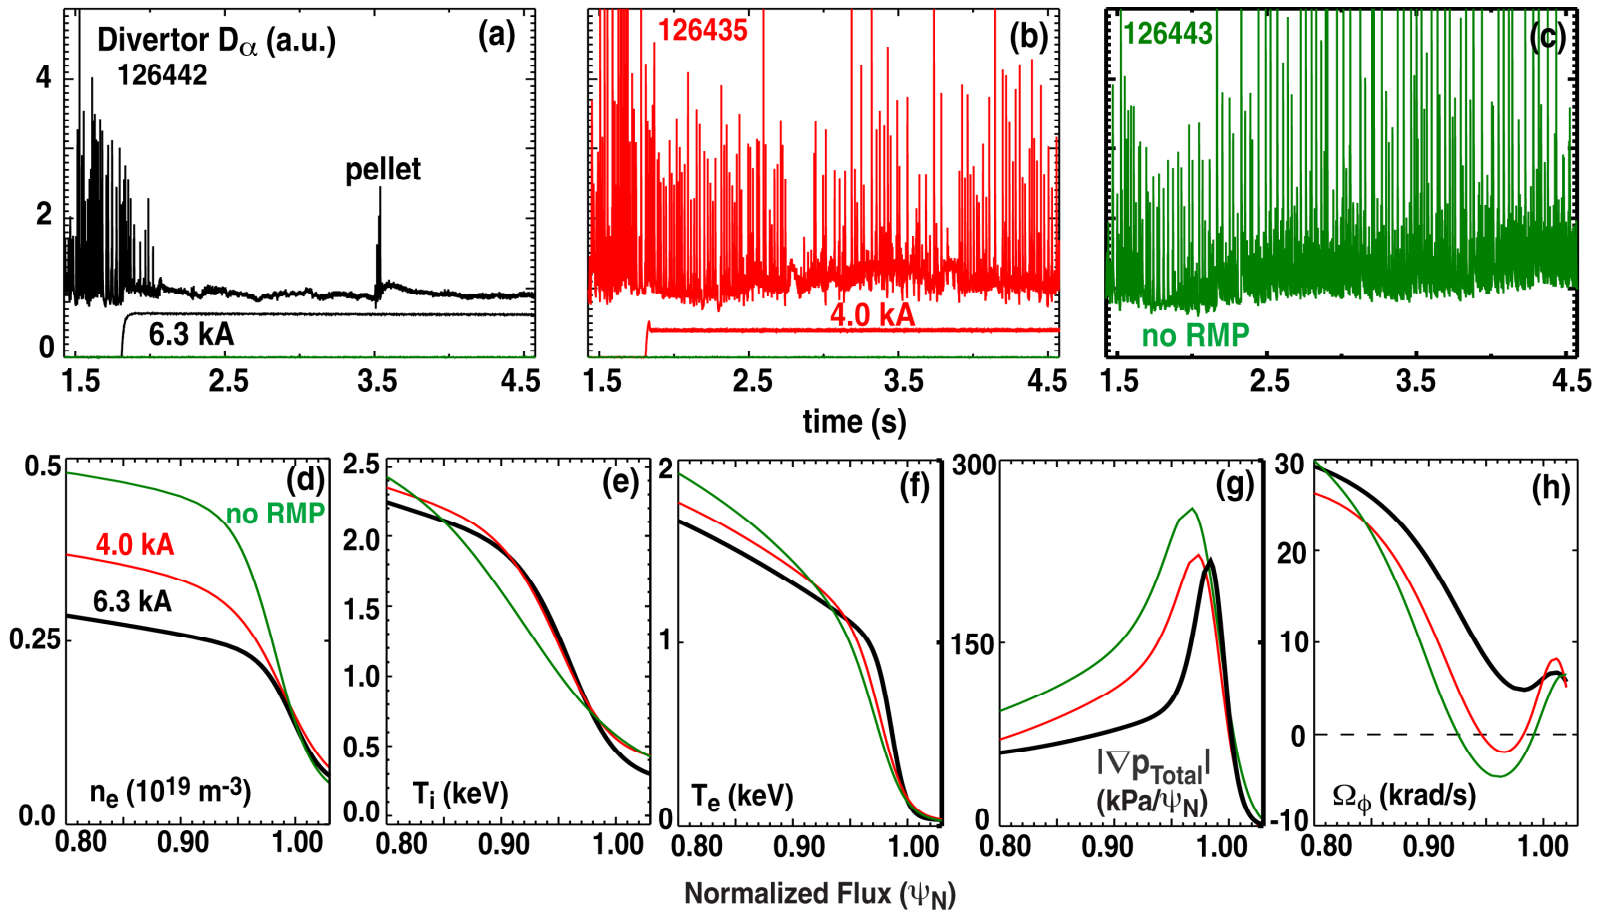 Divertor Dα (a.u.)
(a)
126442
pellet
6.3 kA
4
2
0
1.5 2.5 3.5 4.5
126435
(b)
4.0 kA
1.5 2.5 3.5 4.5
126443
(c)
no RMP
1.5 2.5 3.5 4.5
time (s)
(d)
no RMP
4.0 kA
6.3 kA
nₑ (10¹⁹ m-³)
0.5
0.25
0.0
0.80 0.90 1.00
(e)
Tᵢ (keV)
2.5
2.0
1.5
1.0
0.5
0.0
0.80 0.90 1.00
(f)
Tₑ (keV)
2
1
0
0.80 0.90 1.00
(g)
|∇pTotal|
(kPa/ψN)
300
150
0
0.80 0.90 1.00
(h)
Ωϕ (krad/s)
30
20
10
0
-10
0.80 0.90 1.00
Normalized Flux (ψN)